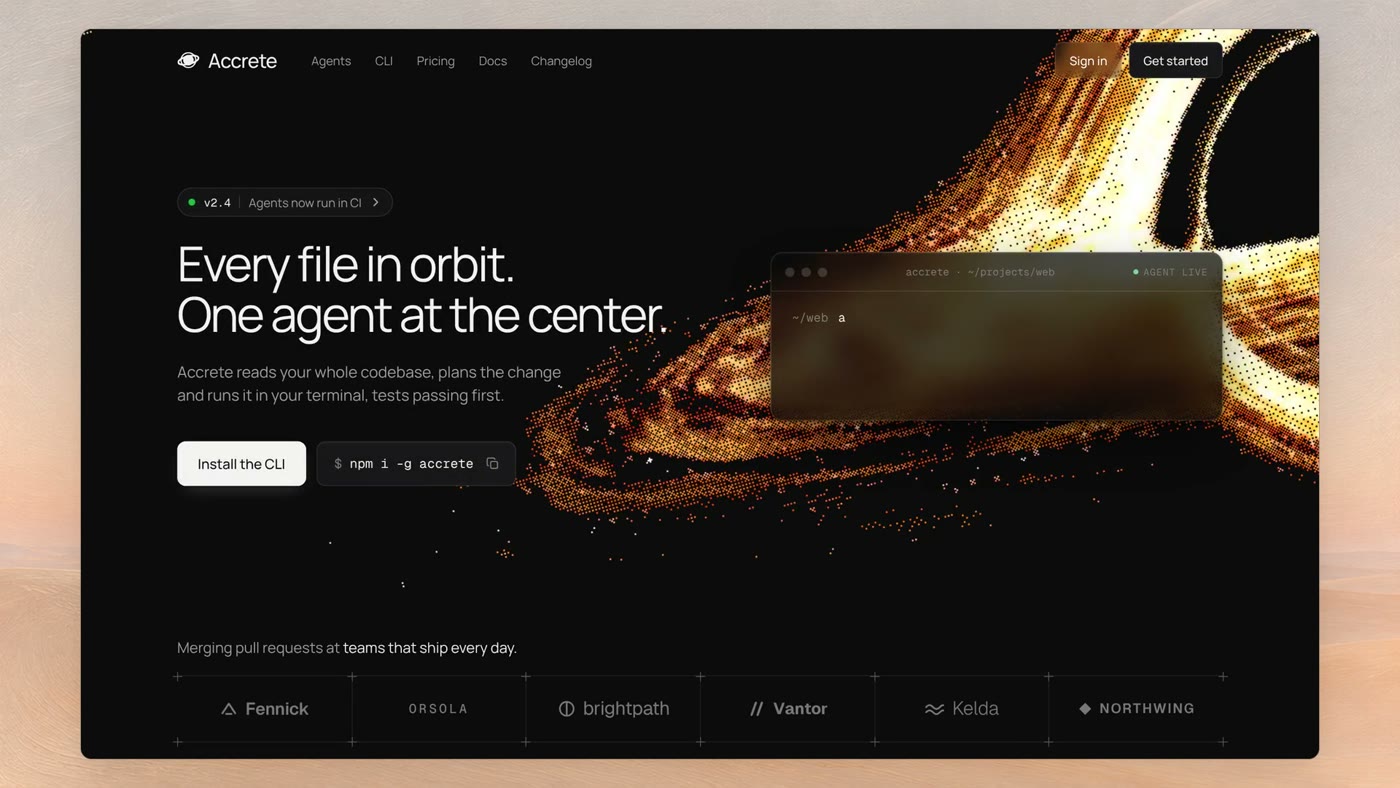 Accrete
Agents CLI Pricing Docs Changelog
Sign in
Get started
v2.4 Agents now run in CI
Every file in orbit.
One agent at the center.
Accrete reads your whole codebase, plans the change
and runs it in your terminal, tests passing first.
Install the CLI
$ npm i -g accrete
accrete · ~/projects/web
AGENT LIVE
~/web a
Merging pull requests at teams that ship every day.
Fennick
ORSOLA
brightpath
Vantor
Kelda
NORTHWING